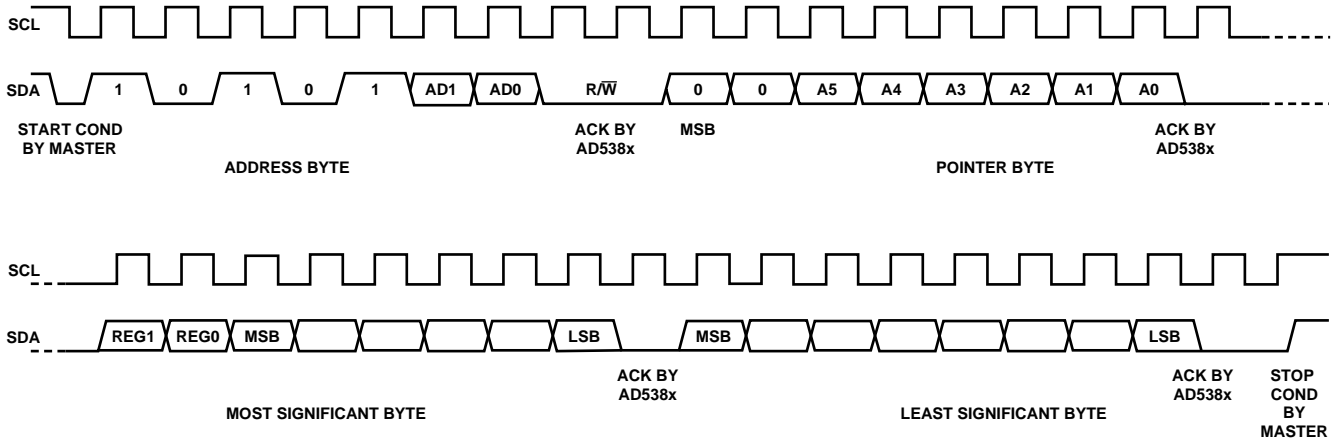 SCL
SDA 1 0 1 0 1 AD1 AD0 R/W̅ 0 0 A5 A4 A3 A2 A1 A0
START COND
BY MASTER
ACK BY
AD538x
MSB
ACK BY
AD538x
ADDRESS BYTE
POINTER BYTE
SCL
SDA REG1 REG0 MSB LSB MSB LSB
ACK BY
AD538x
ACK BY
AD538x
STOP
COND
BY
MASTER
MOST SIGNIFICANT BYTE
LEAST SIGNIFICANT BYTE